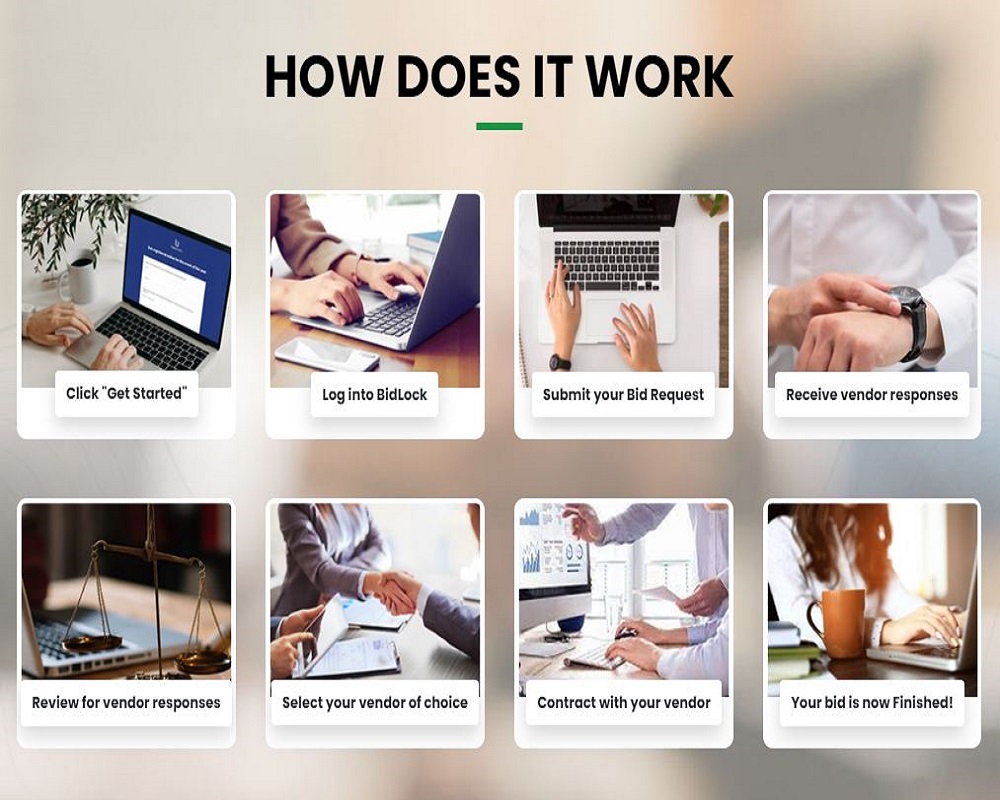 HOW DOES IT WORK
Click "Get Started"
Log into BidLock
Submit your Bid Request
Receive vendor responses
Review for vendor responses
Select your vendor of choice
Contract with your vendor
Your bid is now Finished!